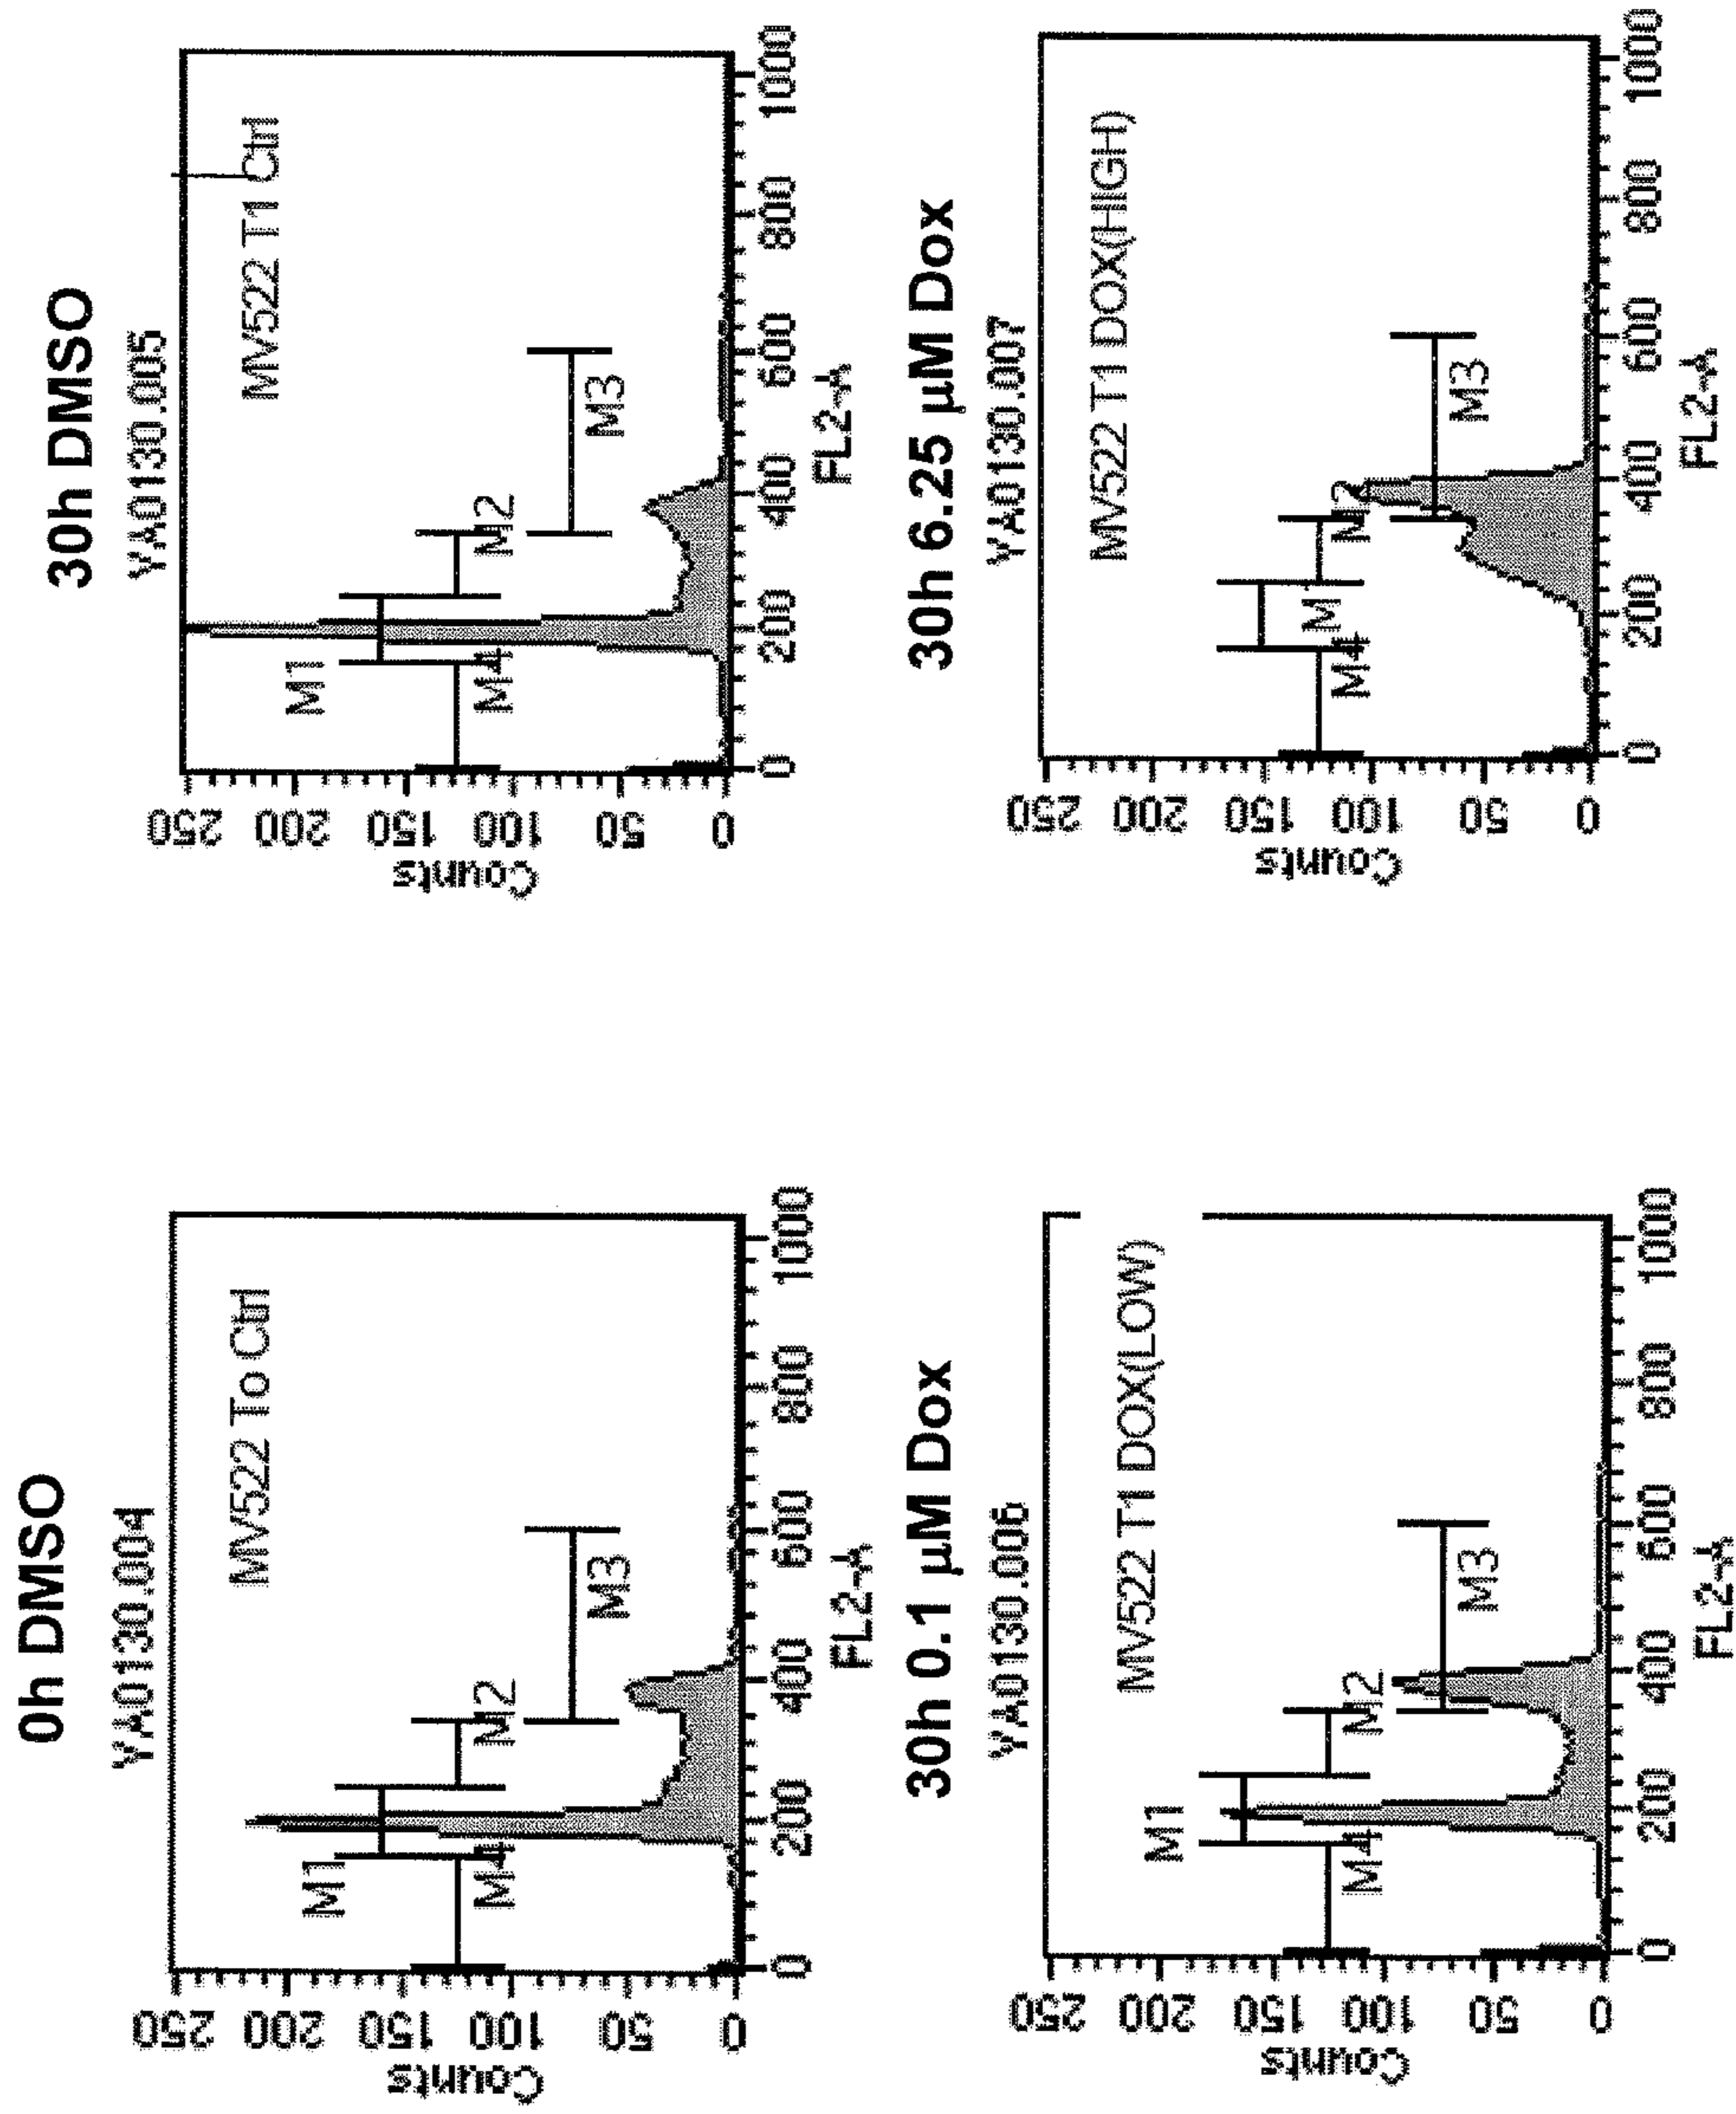 0h DMSO
YA0130.004
MV522 To Ctrl
Counts
250
200
150
100
50
0
M1
M4
M2
M3
0 200 400 600 800 1000
FL2-A
30h DMSO
YA0130.005
MV522 T1 Ctrl
Counts
250
200
150
100
50
0
M1
M4
M2
M3
0 200 400 600 800 1000
FL2-A
30h 0.1 µM Dox
YA0130.006
MV522 T1 DOX(LOW)
Counts
250
200
150
100
50
0
M1
M4
M2
M3
0 200 400 600 800 1000
FL2-A
30h 6.25 µM Dox
YA0130.007
MV522 T1 DOX(HIGH)
Counts
250
200
150
100
50
0
M
M4
M2
M3
0 200 400 600 800 1000
FL2-A